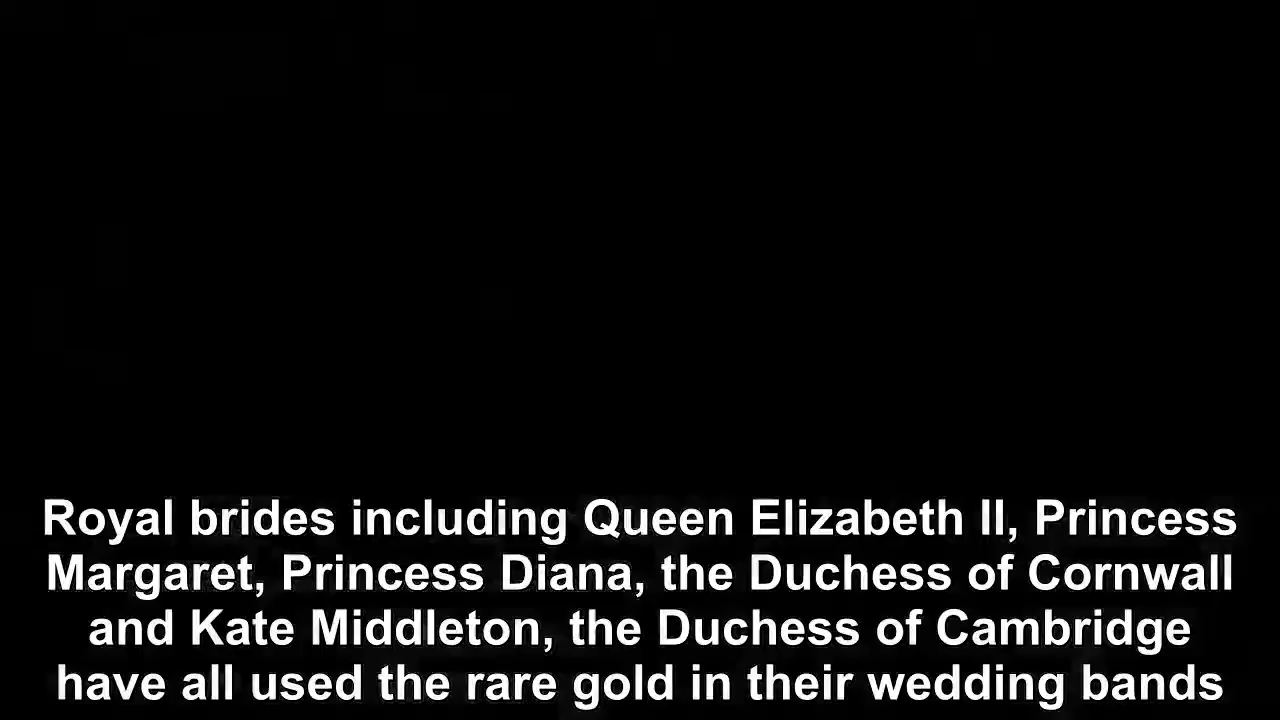 Royal brides including Queen Elizabeth II, Princess
Margaret, Princess Diana, the Duchess of Cornwall
and Kate Middleton, the Duchess of Cambridge
have all used the rare gold in their wedding bands